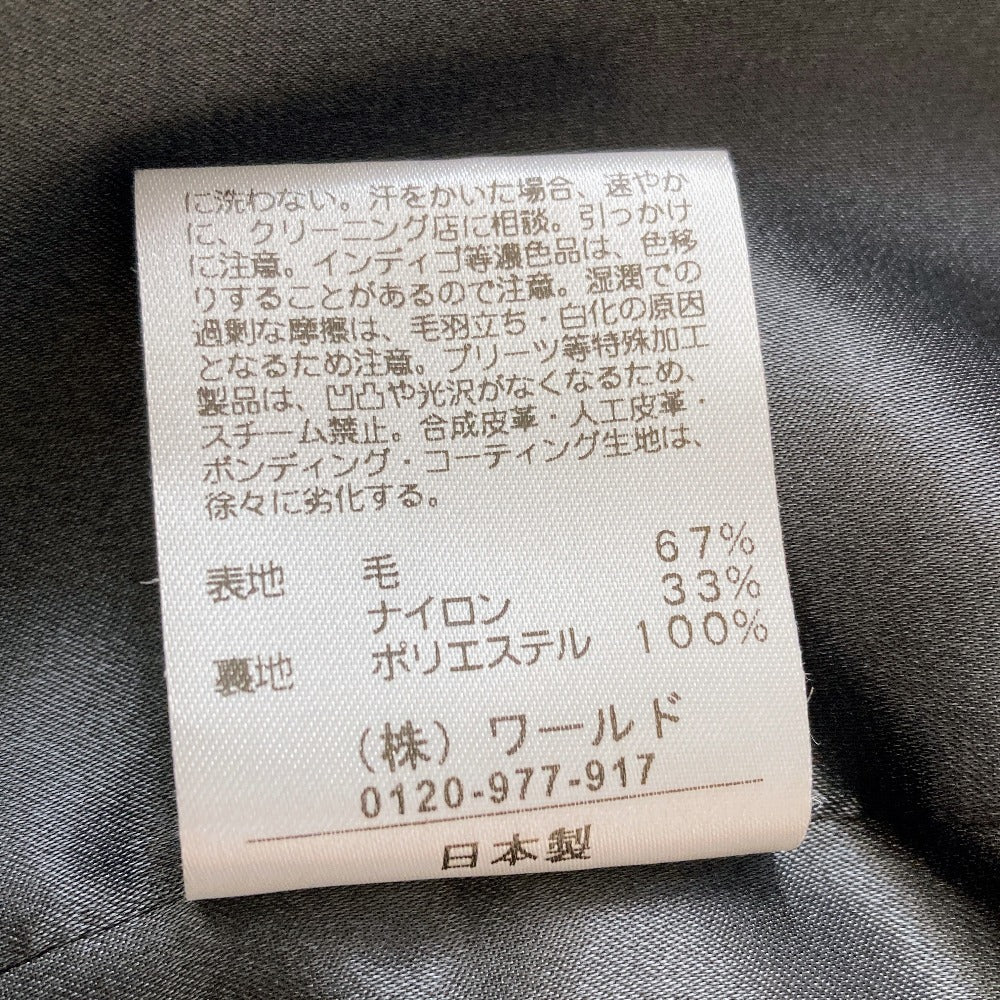 に洗わない。汗をかいた場合、速やか
に、クリーニング店に相談。引っかけ
に注意。インディゴ等濃色品は、色移
りすることがあるので注意。湿潤での
過剰な摩擦は、毛羽立ち・白化の原因
となるため注意。プリーツ等特殊加工
製品は、凹凸や光沢がなくなるため、
スチーム禁止。合成皮革・人工皮革・
ボンディング・コーティング生地は、
徐々に劣化する。
表地 毛 67%
ナイロン 33%
裏地 ポリエステル 100%
(株) ワールド
0120-977-917
日本製